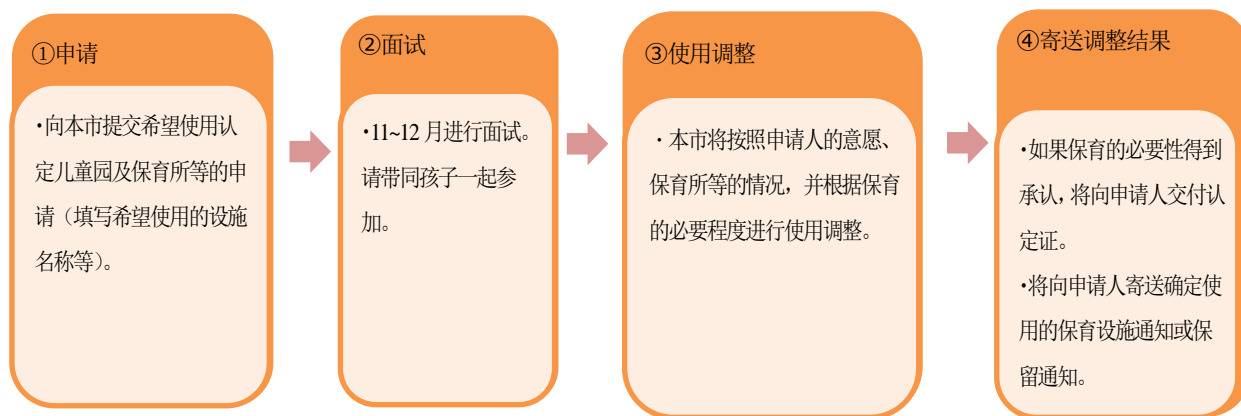 ①申请
・向本市提交希望使用认
定儿童园及保育所等的申
请（填写希望使用的设施
名称等）。
②面试
・11~12 月进行面试。
请带同孩子一起参
加。
③使用调整
・本市将按照申请人的意愿、
保育所等的情况，并根据保育
的必要程度进行使用调整。
④寄送调整结果
・如果保育的必要性得到
承认，将向申请人交付认
定证。
・将向申请人寄送确定使
用的保育设施通知或保
留通知。